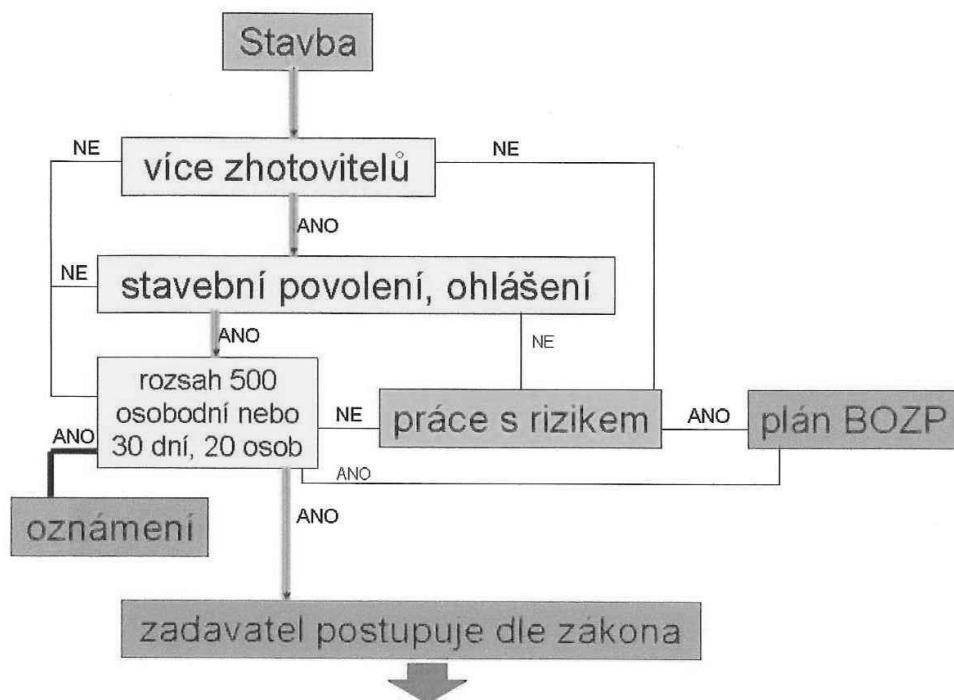 Stavba
NE
NE
více zhotovitelů
ANO
NE
stavební povolení, ohlášení
ANO
NE
rozsah 500
osobodní nebo
30 dní, 20 osob
NE
práce s rizikem
ANO
plán BOZP
ANO
ANO
oznámení
ANO
zadavatel postupuje dle zákona